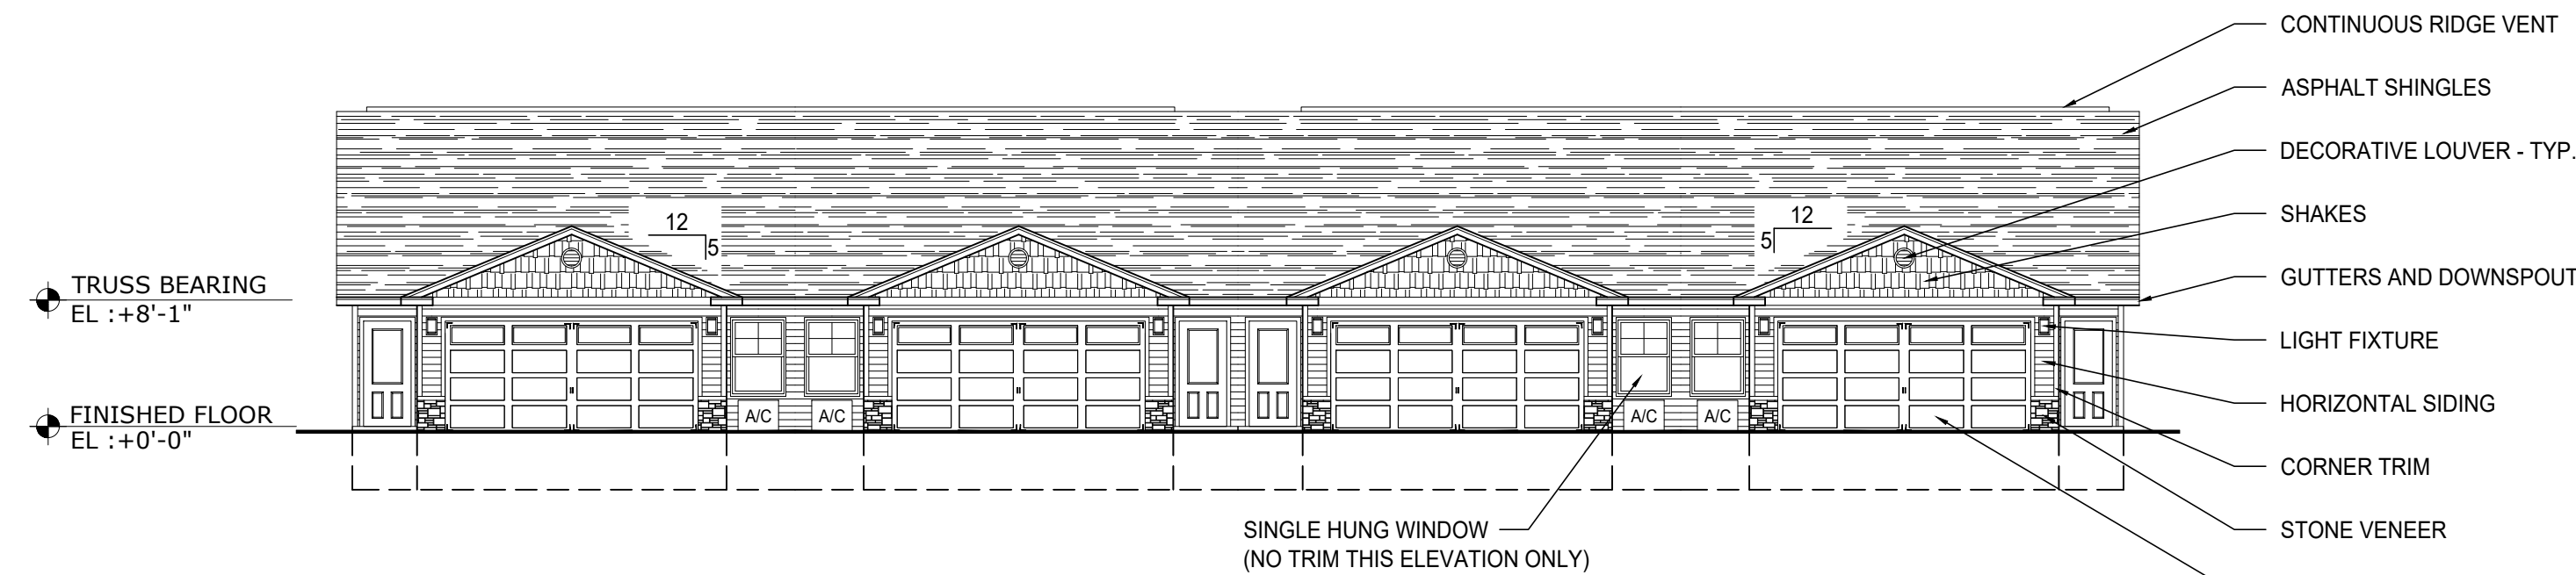 CONTINUOUS RIDGE VENT
ASPHALT SHINGLES
DECORATIVE LOUVER - TYP.
SHAKES
12
5
12
5
GUTTERS AND DOWNSPOUT
TRUSS BEARING
EL :+8'-1"
LIGHT FIXTURE
HORIZONTAL SIDING
FINISHED FLOOR
EL :+0'-0"
A/C
A/C
A/C
A/C
CORNER TRIM
STONE VENEER
SINGLE HUNG WINDOW
(NO TRIM THIS ELEVATION ONLY)